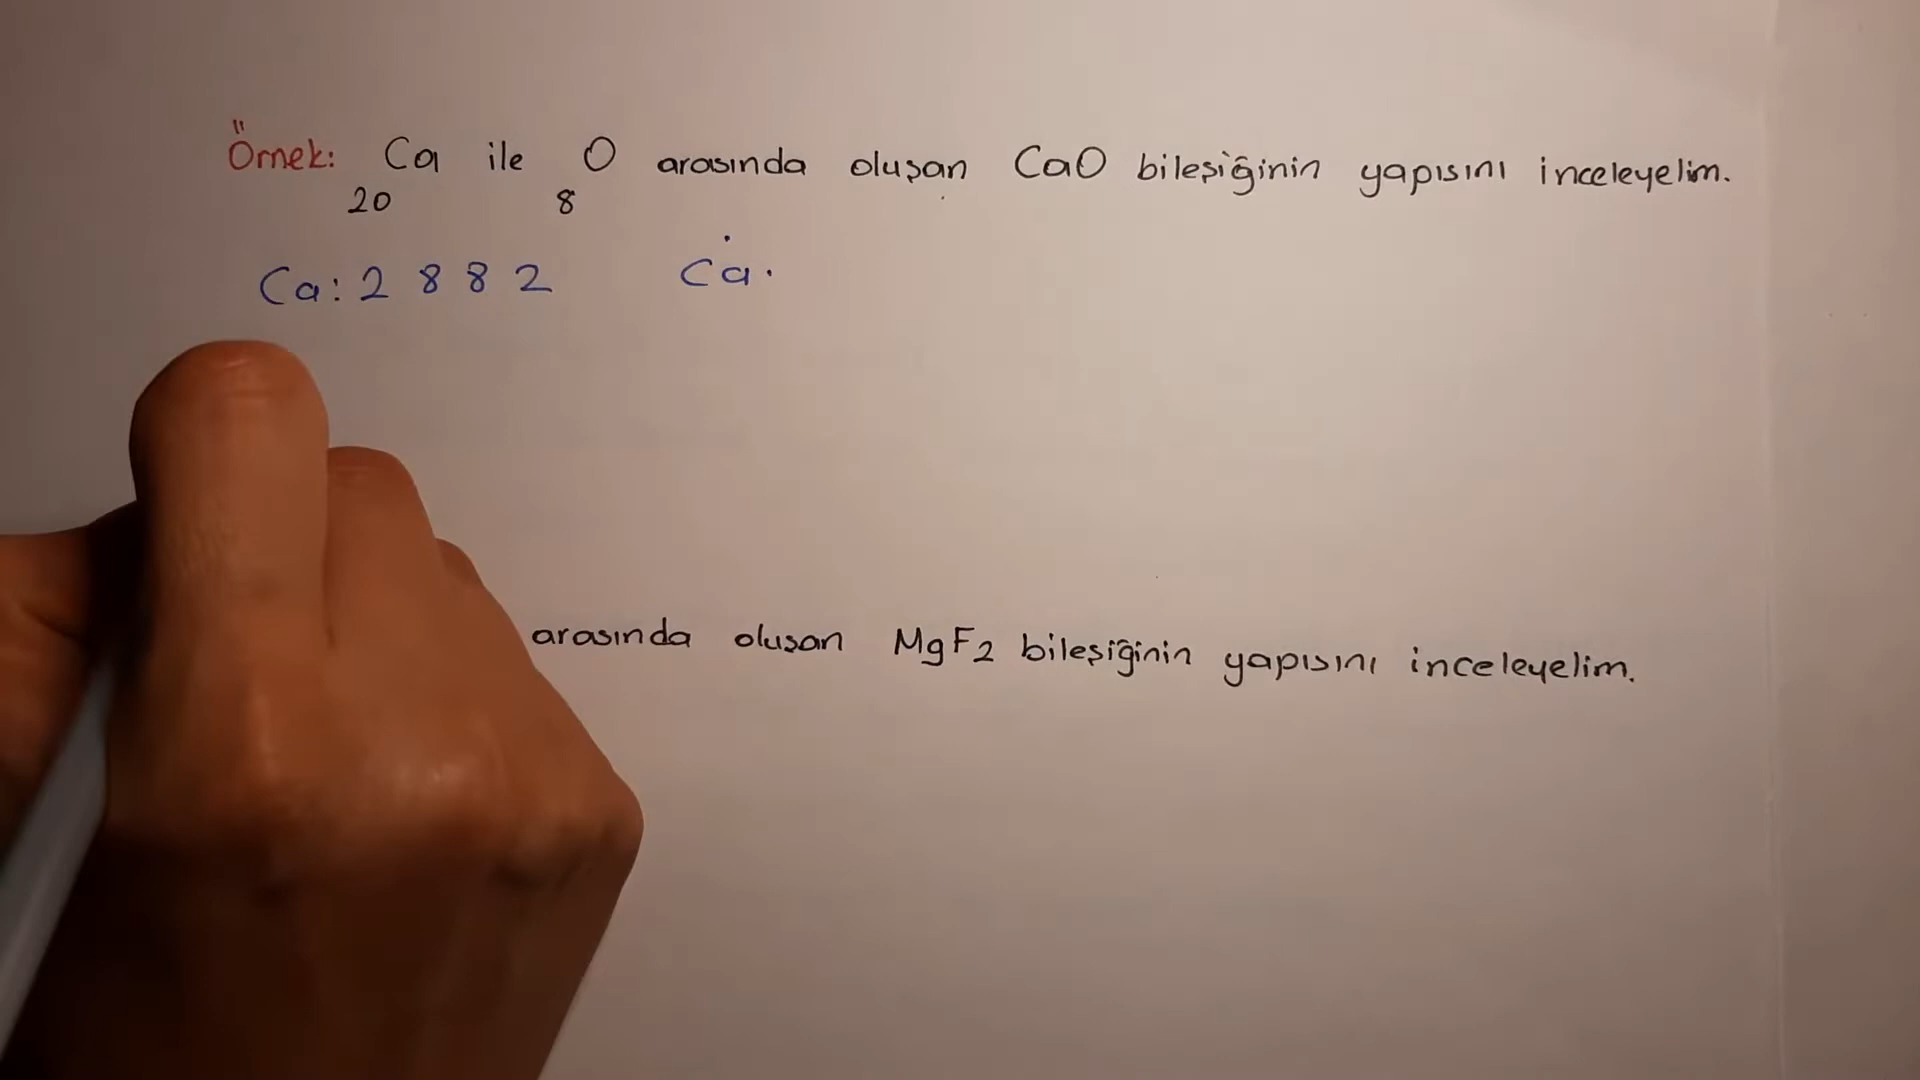 Örnek: Ca ile O arasında oluşan CaO bileşiğinin yapısını inceleyelim.
20 8
Ca: 2 8 8 2 Ca
arasında oluşan MgF2 bileşiğinin yapısını inceleyelim.